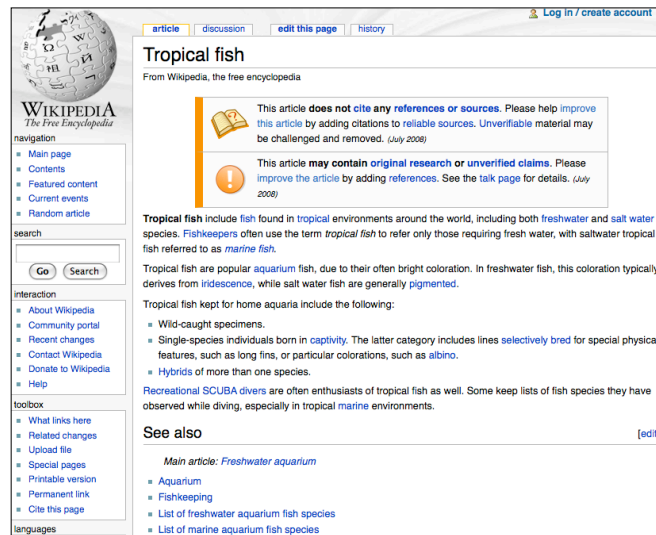 Log in / create account
article discussion edit this page history
Tropical fish
From Wikipedia, the free encyclopedia
WIKIPEDIA
The Free Encyclopedia
navigation
Main page
Contents
Featured content
Current events
Random article
search
Go Search
interaction
About Wikipedia
Community portal
Recent changes
Contact Wikipedia
Donate to Wikipedia
Help
toolbox
What links here
Related changes
Upload file
Special pages
Printable version
Permanent link
Cite this page
languages
This article does not cite any references or sources. Please help improve
this article by adding citations to reliable sources. Unverifiable material may
be challenged and removed. (July 2008)
This article may contain original research or unverified claims. Please
improve the article by adding references. See the talk page for details. (July
2008)
Tropical fish include fish found in tropical environments around the world, including both freshwater and salt water
species. Fishkeepers often use the term tropical fish to refer only those requiring fresh water, with saltwater tropical
fish referred to as marine fish.
Tropical fish are popular aquarium fish, due to their often bright coloration. In freshwater fish, this coloration typically
derives from iridescence, while salt water fish are generally pigmented.
Tropical fish kept for home aquaria include the following:
Wild-caught specimens.
Single-species individuals born in captivity. The latter category includes lines selectively bred for special physica
features, such as long fins, or particular colorations, such as albino.
Hybrids of more than one species.
Recreational SCUBA divers are often enthusiasts of tropical fish as well. Some keep lists of fish species they have
observed while diving, especially in tropical marine environments.
See also [edit
Main article: Freshwater aquarium
Aquarium
Fishkeeping
List of freshwater aquarium fish species
List of marine aquarium fish species